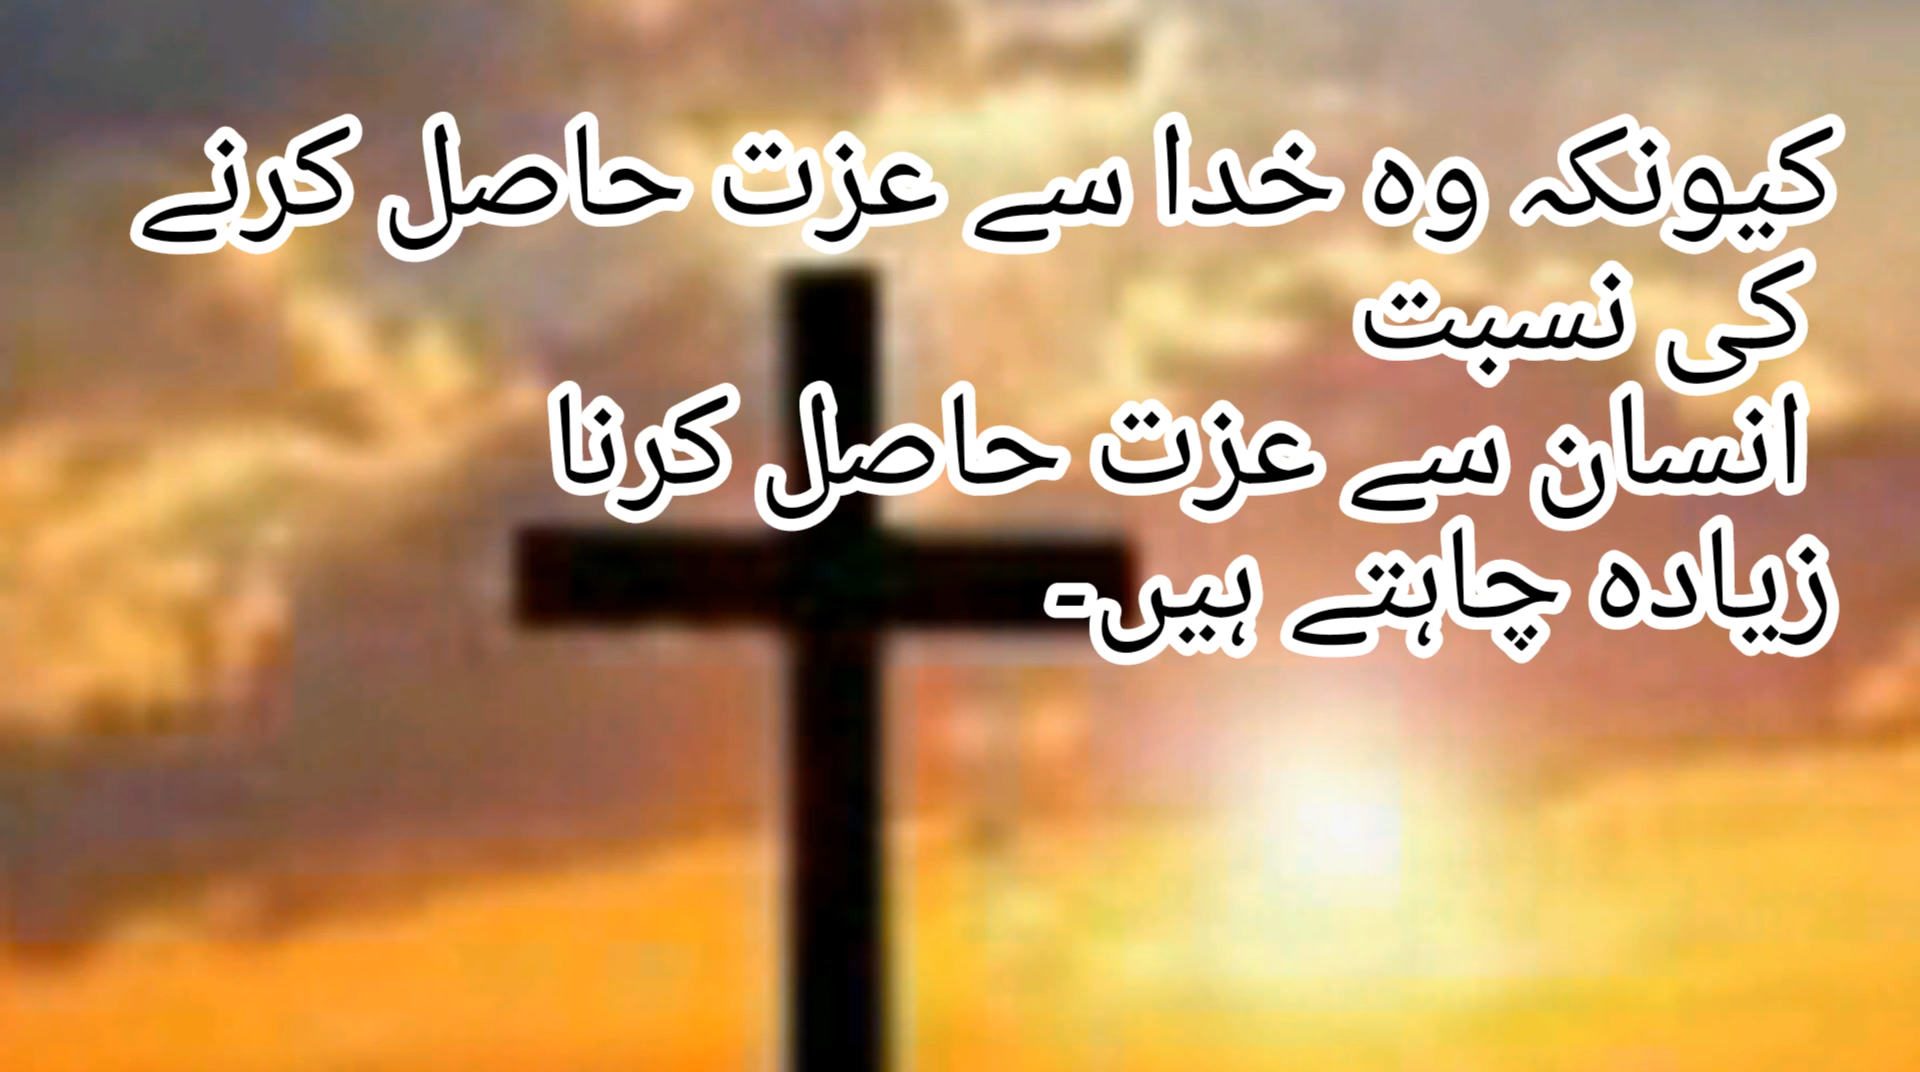 کیونکہ وہ خدا سے عزت حاصل کرنے
کی نسبت
انسان سے عزت حاصل کرنا
زیادہ چاہتے ہیں-